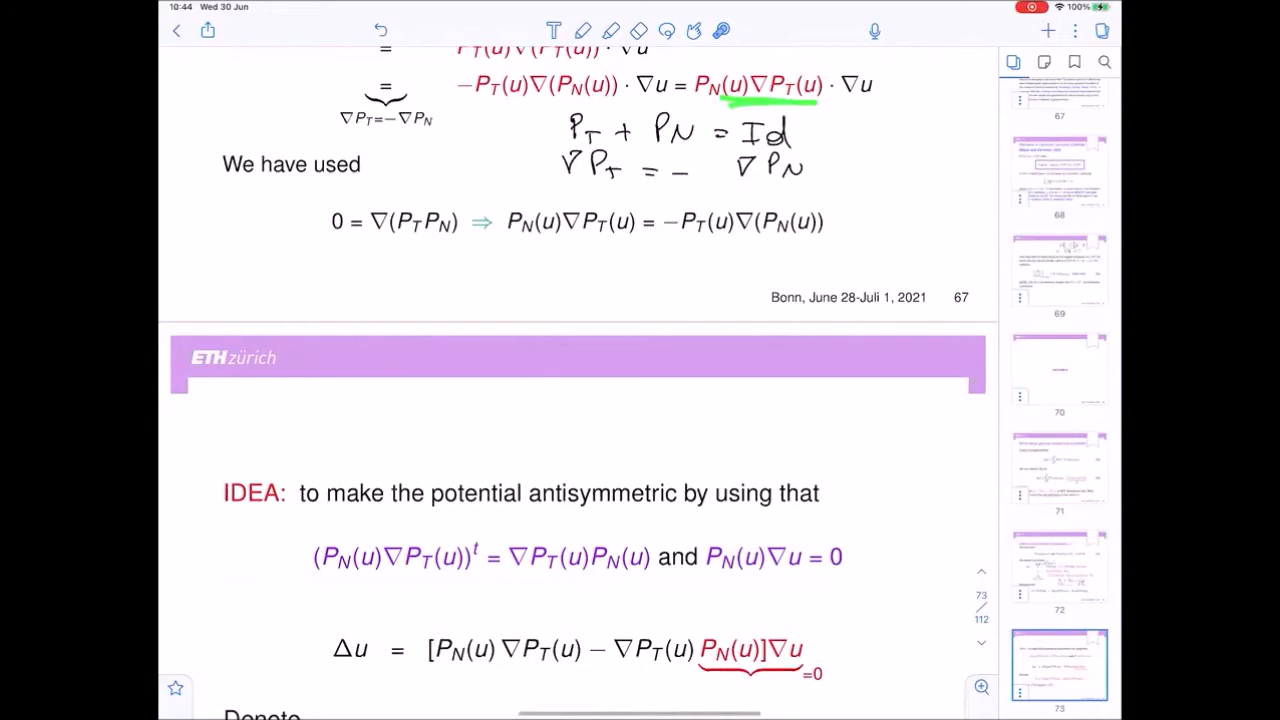 10:44 Wed 30 Jun
100%
= P_T(u)∇(P_T(u)) · ∇u
= −P_T(u)∇(P_N(u)) · ∇u = P_N(u)∇P_T(u) · ∇u
∇P_T=−∇P_N
P_T + P_N = Id
∇P_T = − ∇P_N
We have used
0 = ∇(P_T P_N) ⇒ P_N(u)∇P_T(u) = −P_T(u)∇(P_N(u))
Bonn, June 28-Juli 1, 2021 67
ETH zürich
IDEA: to make the potential antisymmetric by using that
(P_N(u)∇P_T(u))^t = ∇P_T(u)P_N(u) and P_N(u)∇u = 0
Δu = [P_N(u) ∇P_T(u) − ∇P_T(u) P_N(u)]∇u
=0
Denote
73
/
112
67
68
69
70
71
72
73